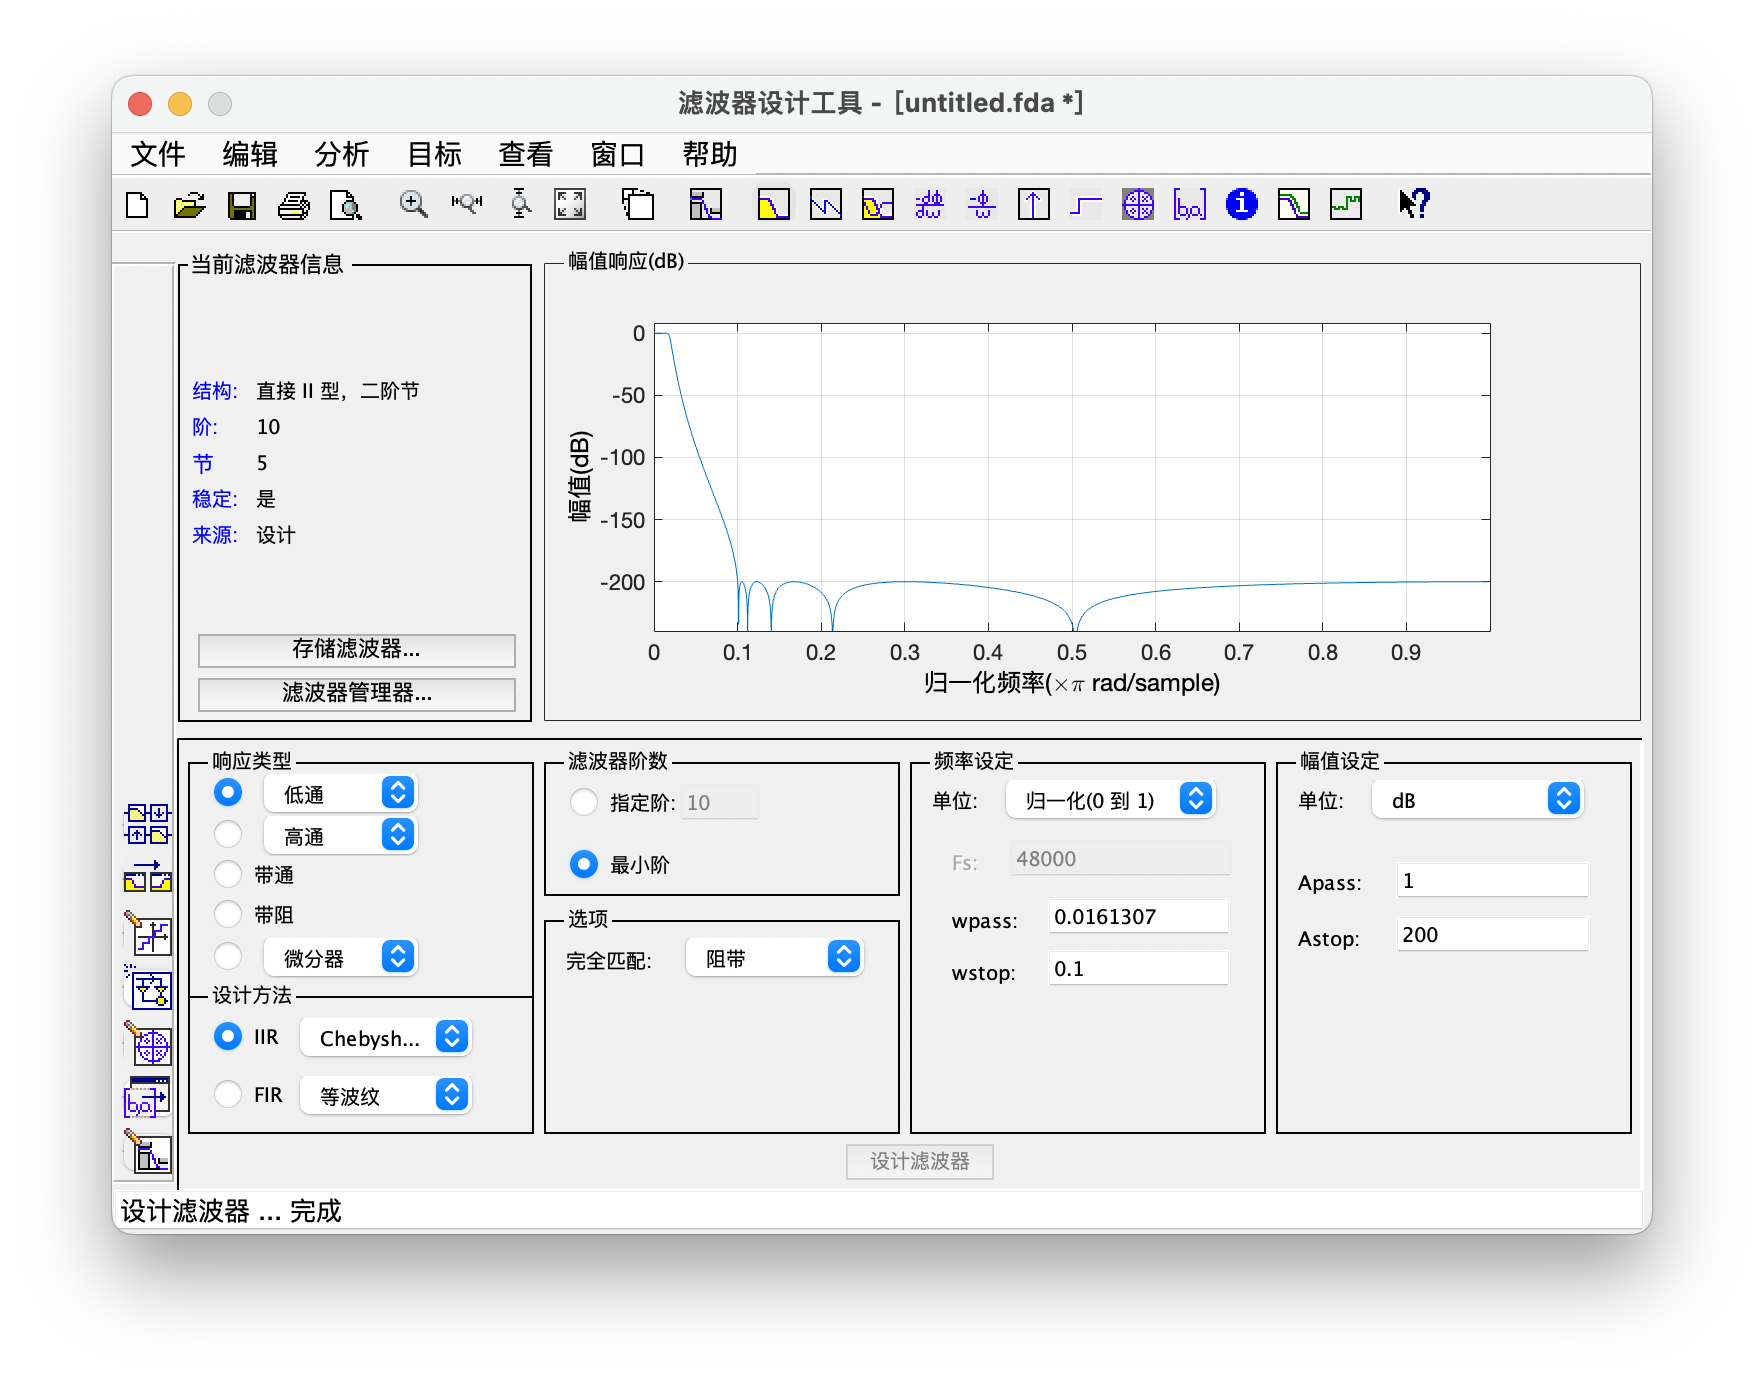 滤波器设计工具 - [untitled.fda *]
文件 编辑 分析 目标 查看 窗口 帮助
当前滤波器信息
结构: 直接 II 型，二阶节
阶: 10
节 5
稳定: 是
来源: 设计
存储滤波器...
滤波器管理器...
幅值响应(dB)
0
-50
-100
-150
-200
幅值(dB)
0 0.1 0.2 0.3 0.4 0.5 0.6 0.7 0.8 0.9
归一化频率(×π rad/sample)
响应类型
低通
高通
带通
带阻
微分器
设计方法
IIR Chebysh...
FIR 等波纹
滤波器阶数
指定阶: 10
最小阶
选项
完全匹配: 阻带
频率设定
单位: 归一化(0 到 1)
Fs: 48000
wpass: 0.0161307
wstop: 0.1
幅值设定
单位: dB
Apass: 1
Astop: 200
设计滤波器
设计滤波器 ... 完成